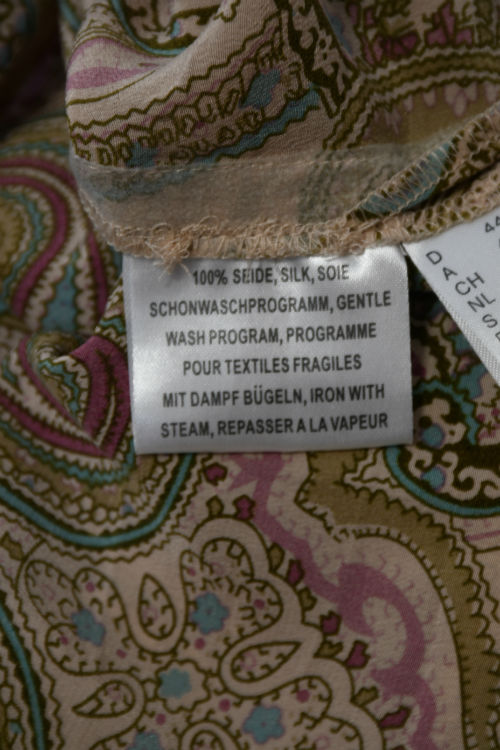 100% SEIDE, SILK, SOIE
SCHONWASCHPROGRAMM, GENTLE
WASH PROGRAM, PROGRAMME
POUR TEXTILES FRAGILES
MIT DAMPF BÜGELN, IRON WITH
STEAM, REPASSER A LA VAPEUR
44
D
A CH
NL
S